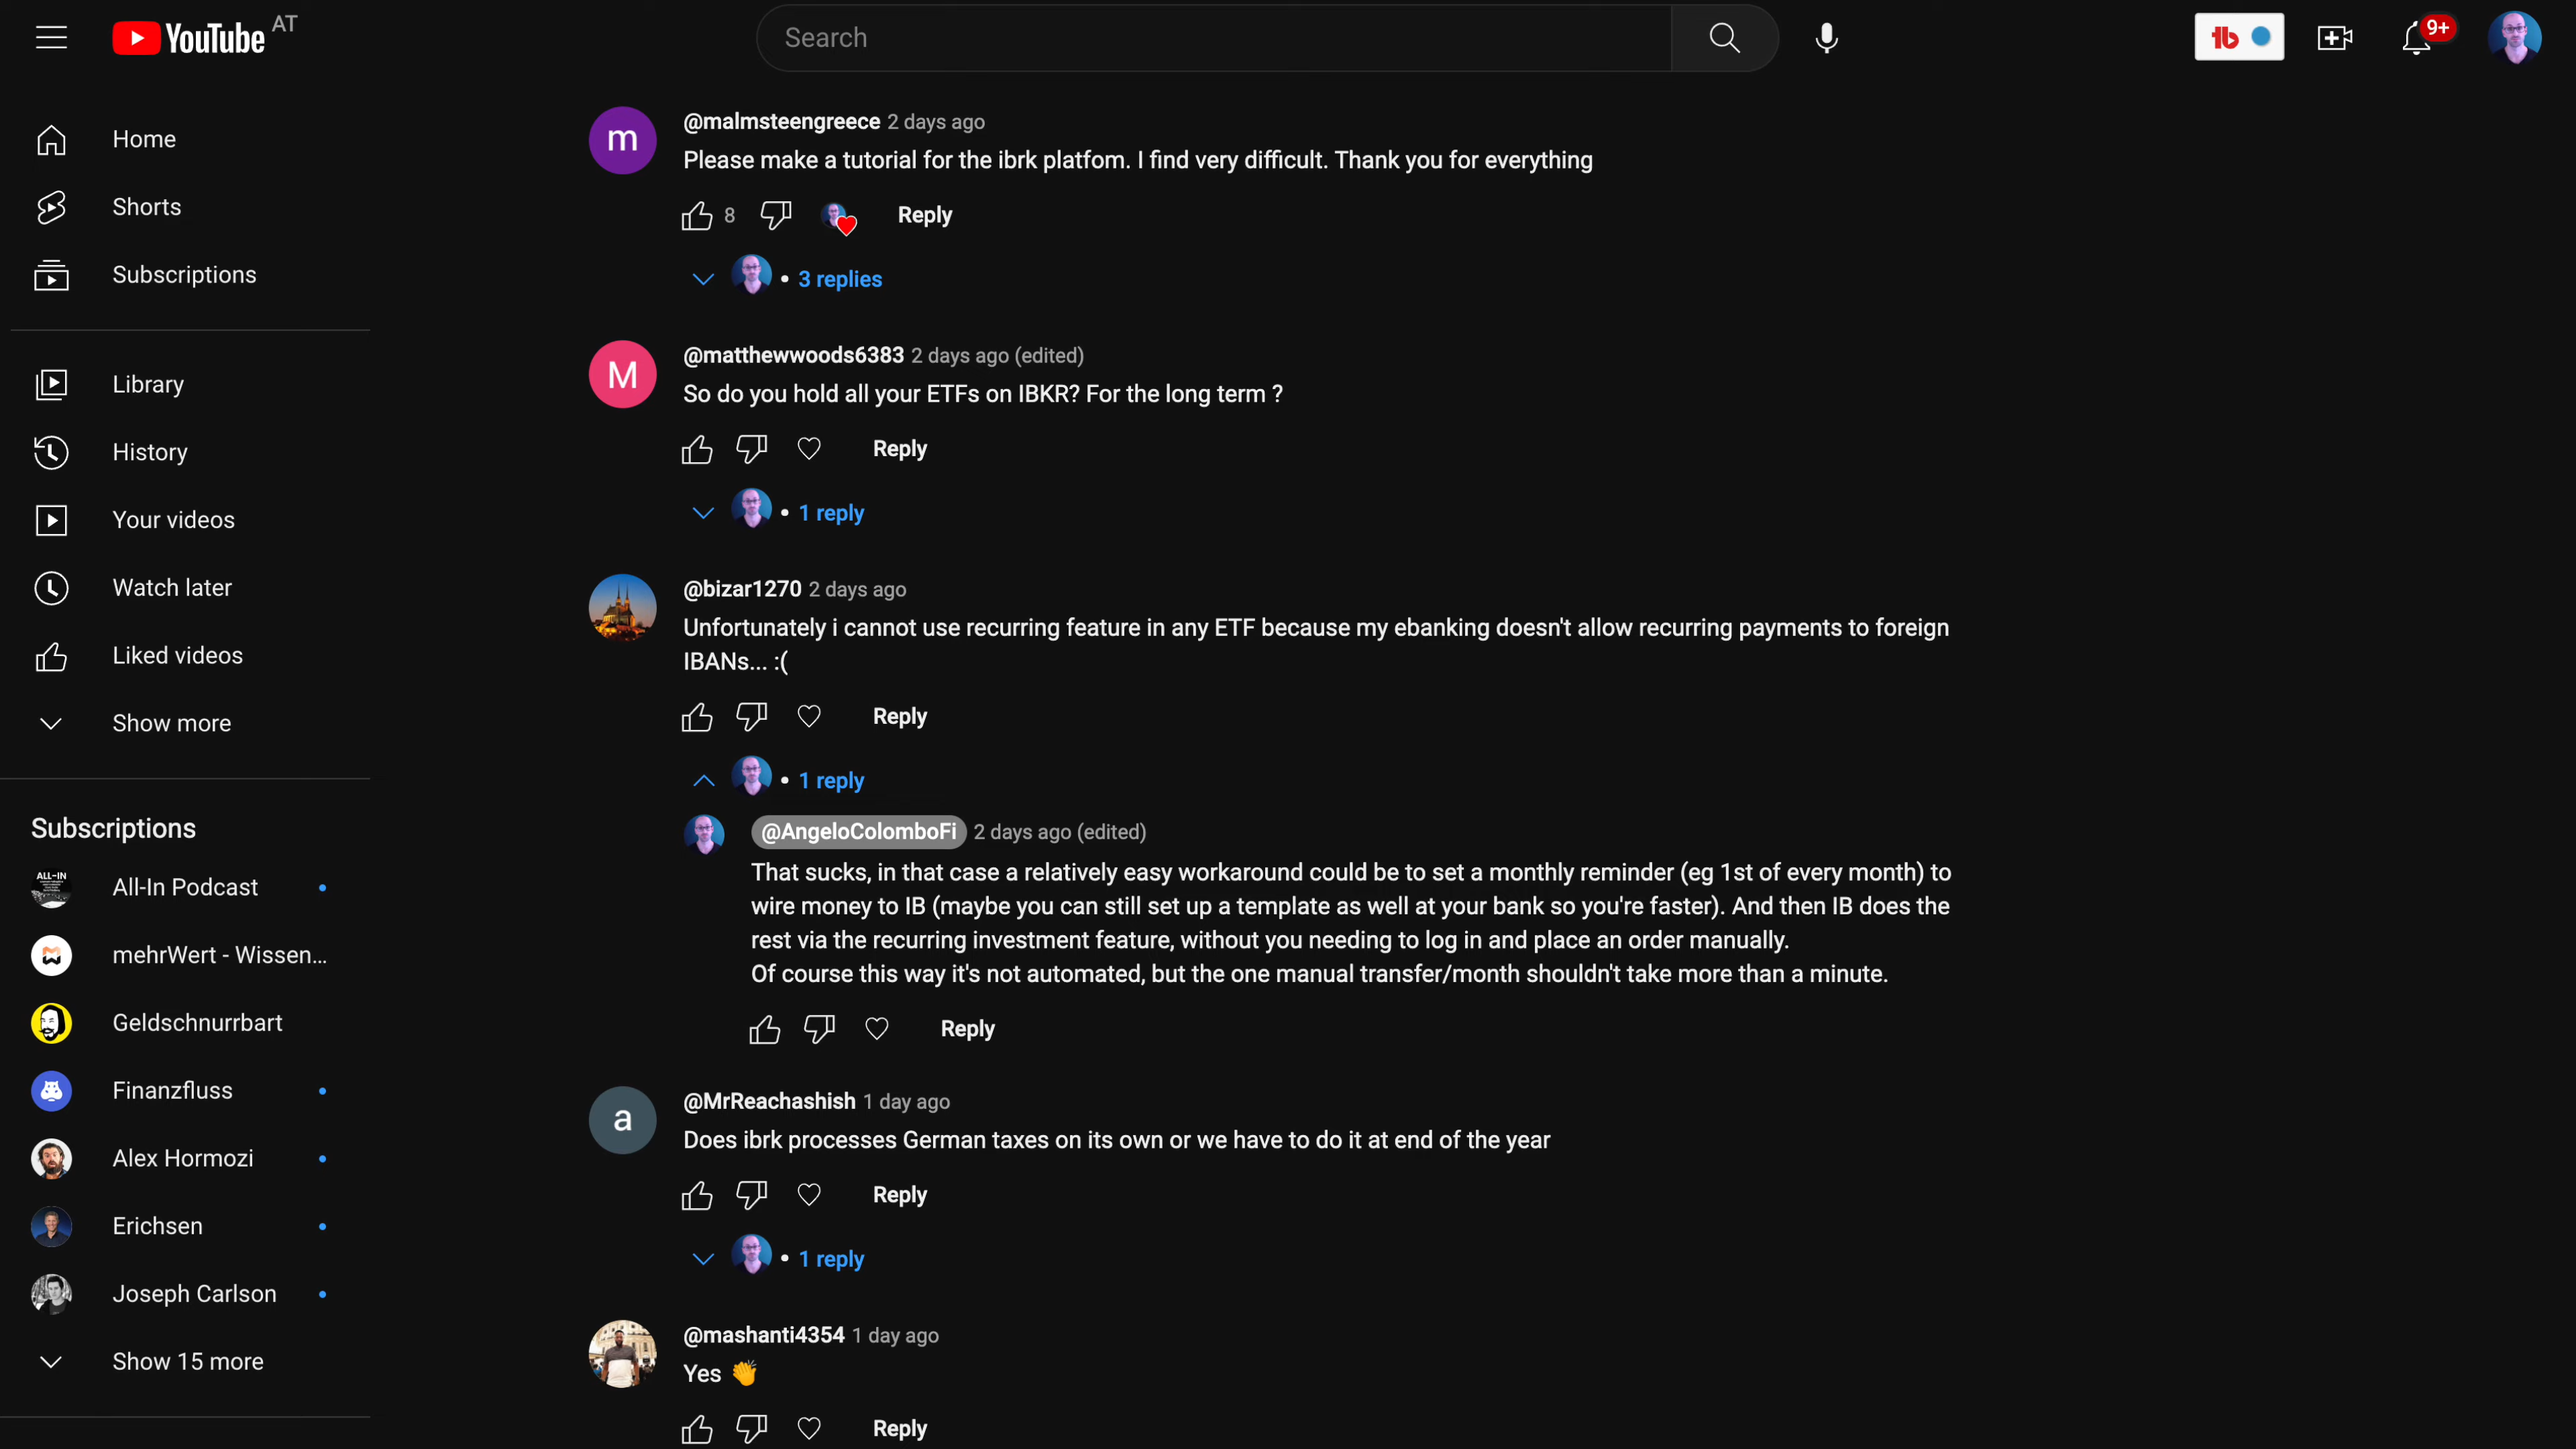 YouTube AT
Search
9+
Home
Shorts
Subscriptions
Library
History
Your videos
Watch later
Liked videos
Show more
Subscriptions
ALL-IN
All-In Podcast
mehrWert - Wissen...
Geldschnurrbart
Finanzfluss
Alex Hormozi
Erichsen
Joseph Carlson
Show 15 more
m
@malmsteengreece 2 days ago
Please make a tutorial for the ibrk platfom. I find very difficult. Thank you for everything
8 Reply
• 3 replies
M
@matthewwoods6383 2 days ago (edited)
So do you hold all your ETFs on IBKR? For the long term ?
Reply
• 1 reply
@bizar1270 2 days ago
Unfortunately i cannot use recurring feature in any ETF because my ebanking doesn't allow recurring payments to foreign
IBANs... :(
Reply
• 1 reply
@AngeloColomboFi 2 days ago (edited)
That sucks, in that case a relatively easy workaround could be to set a monthly reminder (eg 1st of every month) to
wire money to IB (maybe you can still set up a template as well at your bank so you're faster). And then IB does the
rest via the recurring investment feature, without you needing to log in and place an order manually.
Of course this way it's not automated, but the one manual transfer/month shouldn't take more than a minute.
Reply
a
@MrReachashish 1 day ago
Does ibrk processes German taxes on its own or we have to do it at end of the year
Reply
• 1 reply
@mashanti4354 1 day ago
Yes 👏
Reply